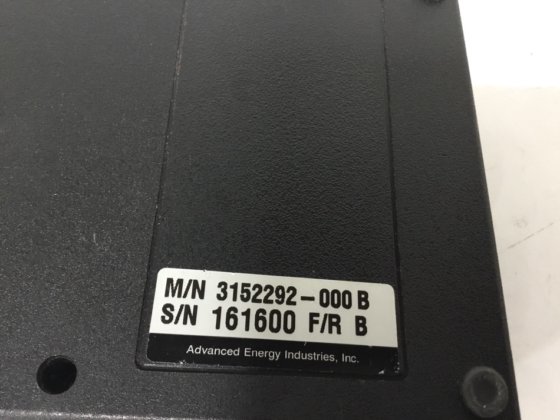 M/N 3152292-000 B
S/N 161600 F/R B
Advanced Energy Industries, Inc.